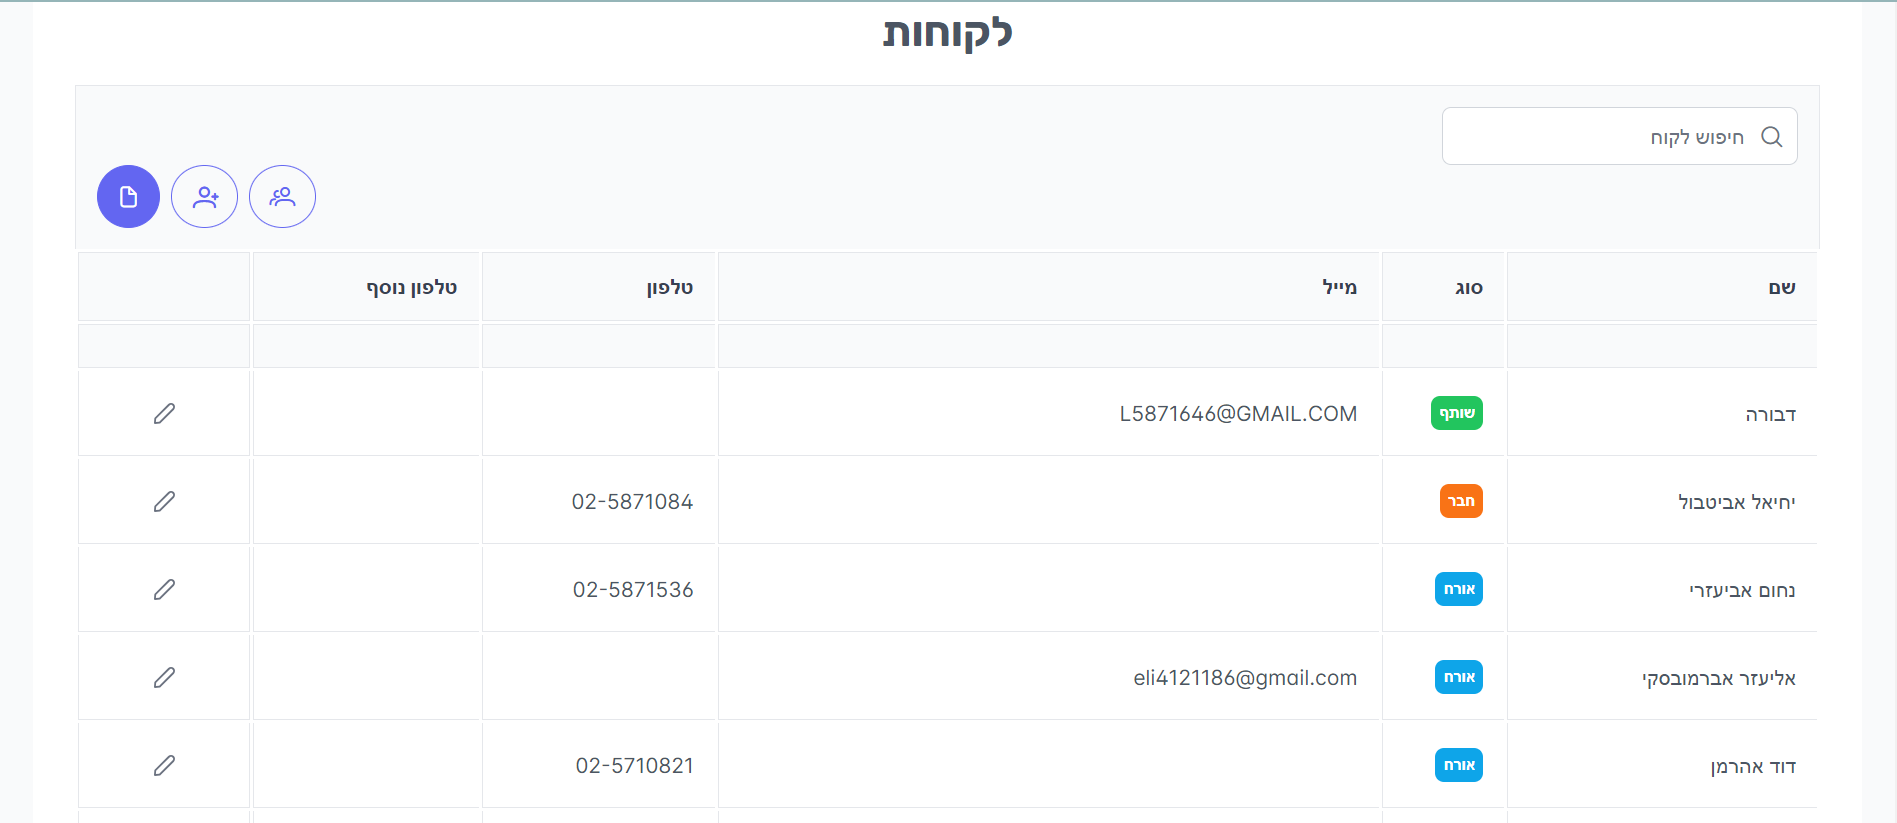 לקוחות
חיפוש לקוח
שם סוג מייל טלפון טלפון נוסף
דבורה שותף L5871646@GMAIL.COM
יחיאל אביטבול חבר 02-5871084
נחום אביעזרי אורח 02-5871536
אליעזר אברמובסקי אורח eli4121186@gmail.com
דוד אהרמן אורח 02-5710821